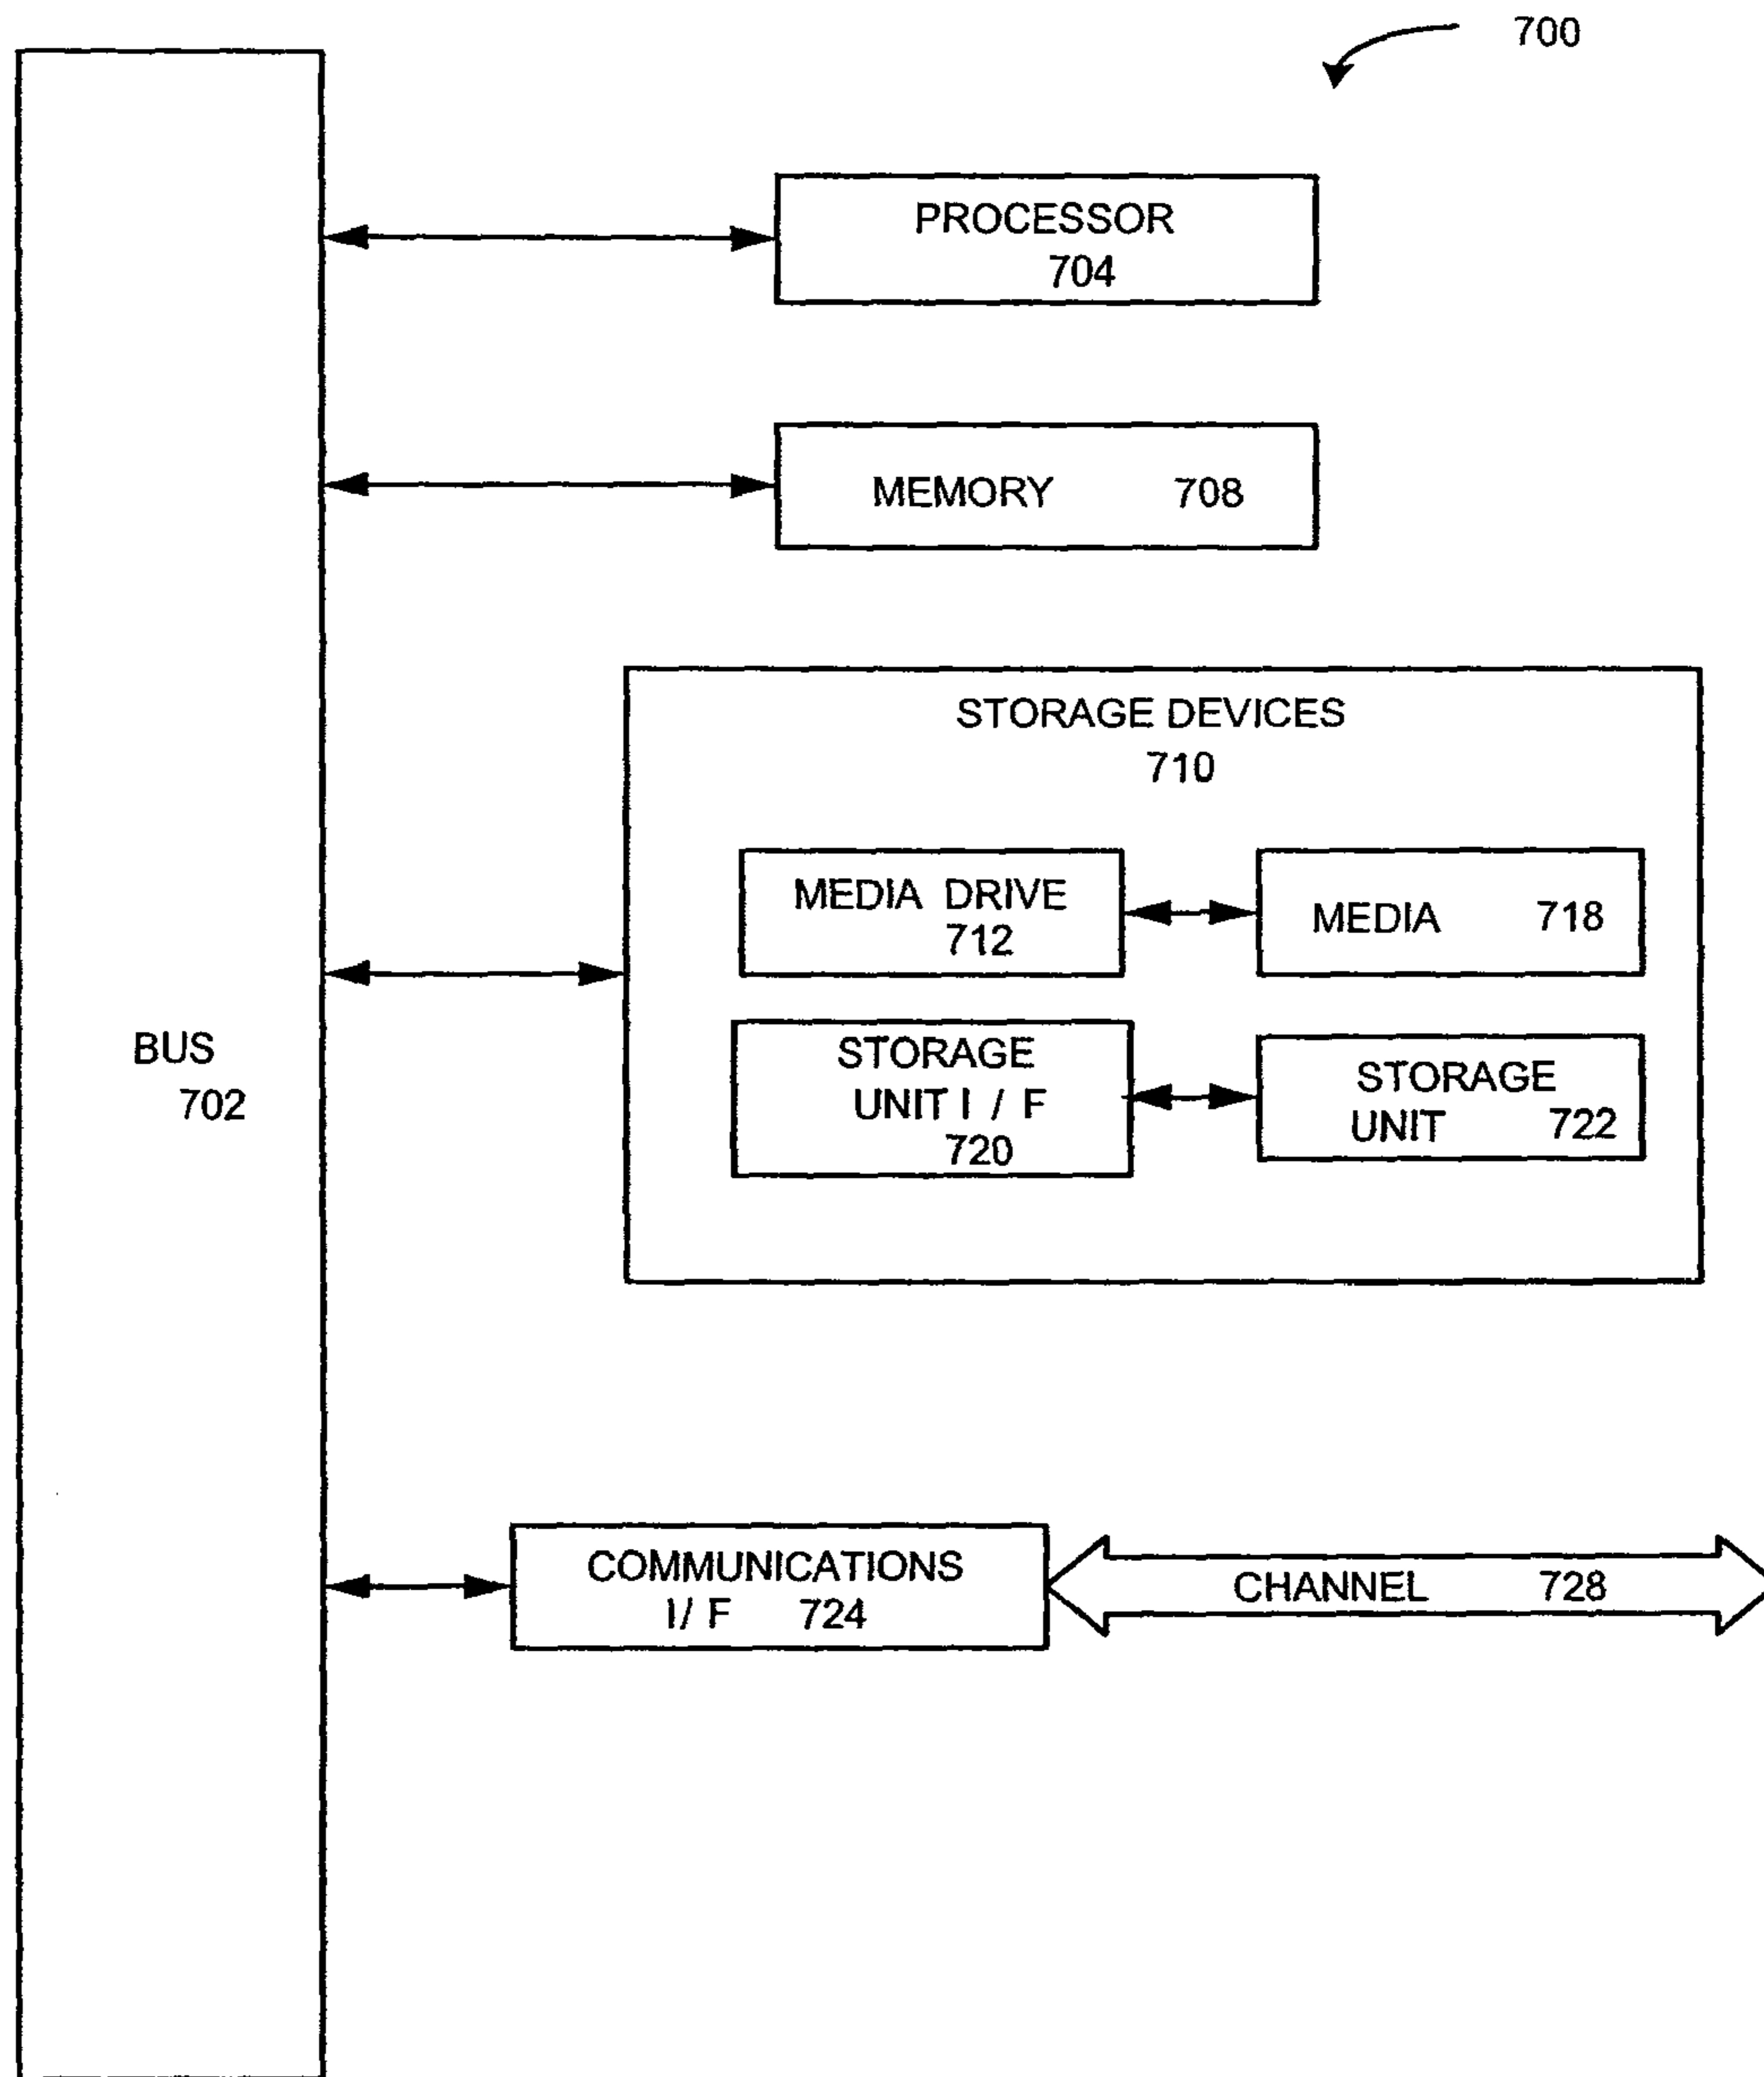 700
PROCESSOR
704
MEMORY 708
STORAGE DEVICES
710
MEDIA DRIVE
712
MEDIA 718
STORAGE
UNIT I / F
720
STORAGE
UNIT 722
BUS
702
COMMUNICATIONS
I/ F 724
CHANNEL 728